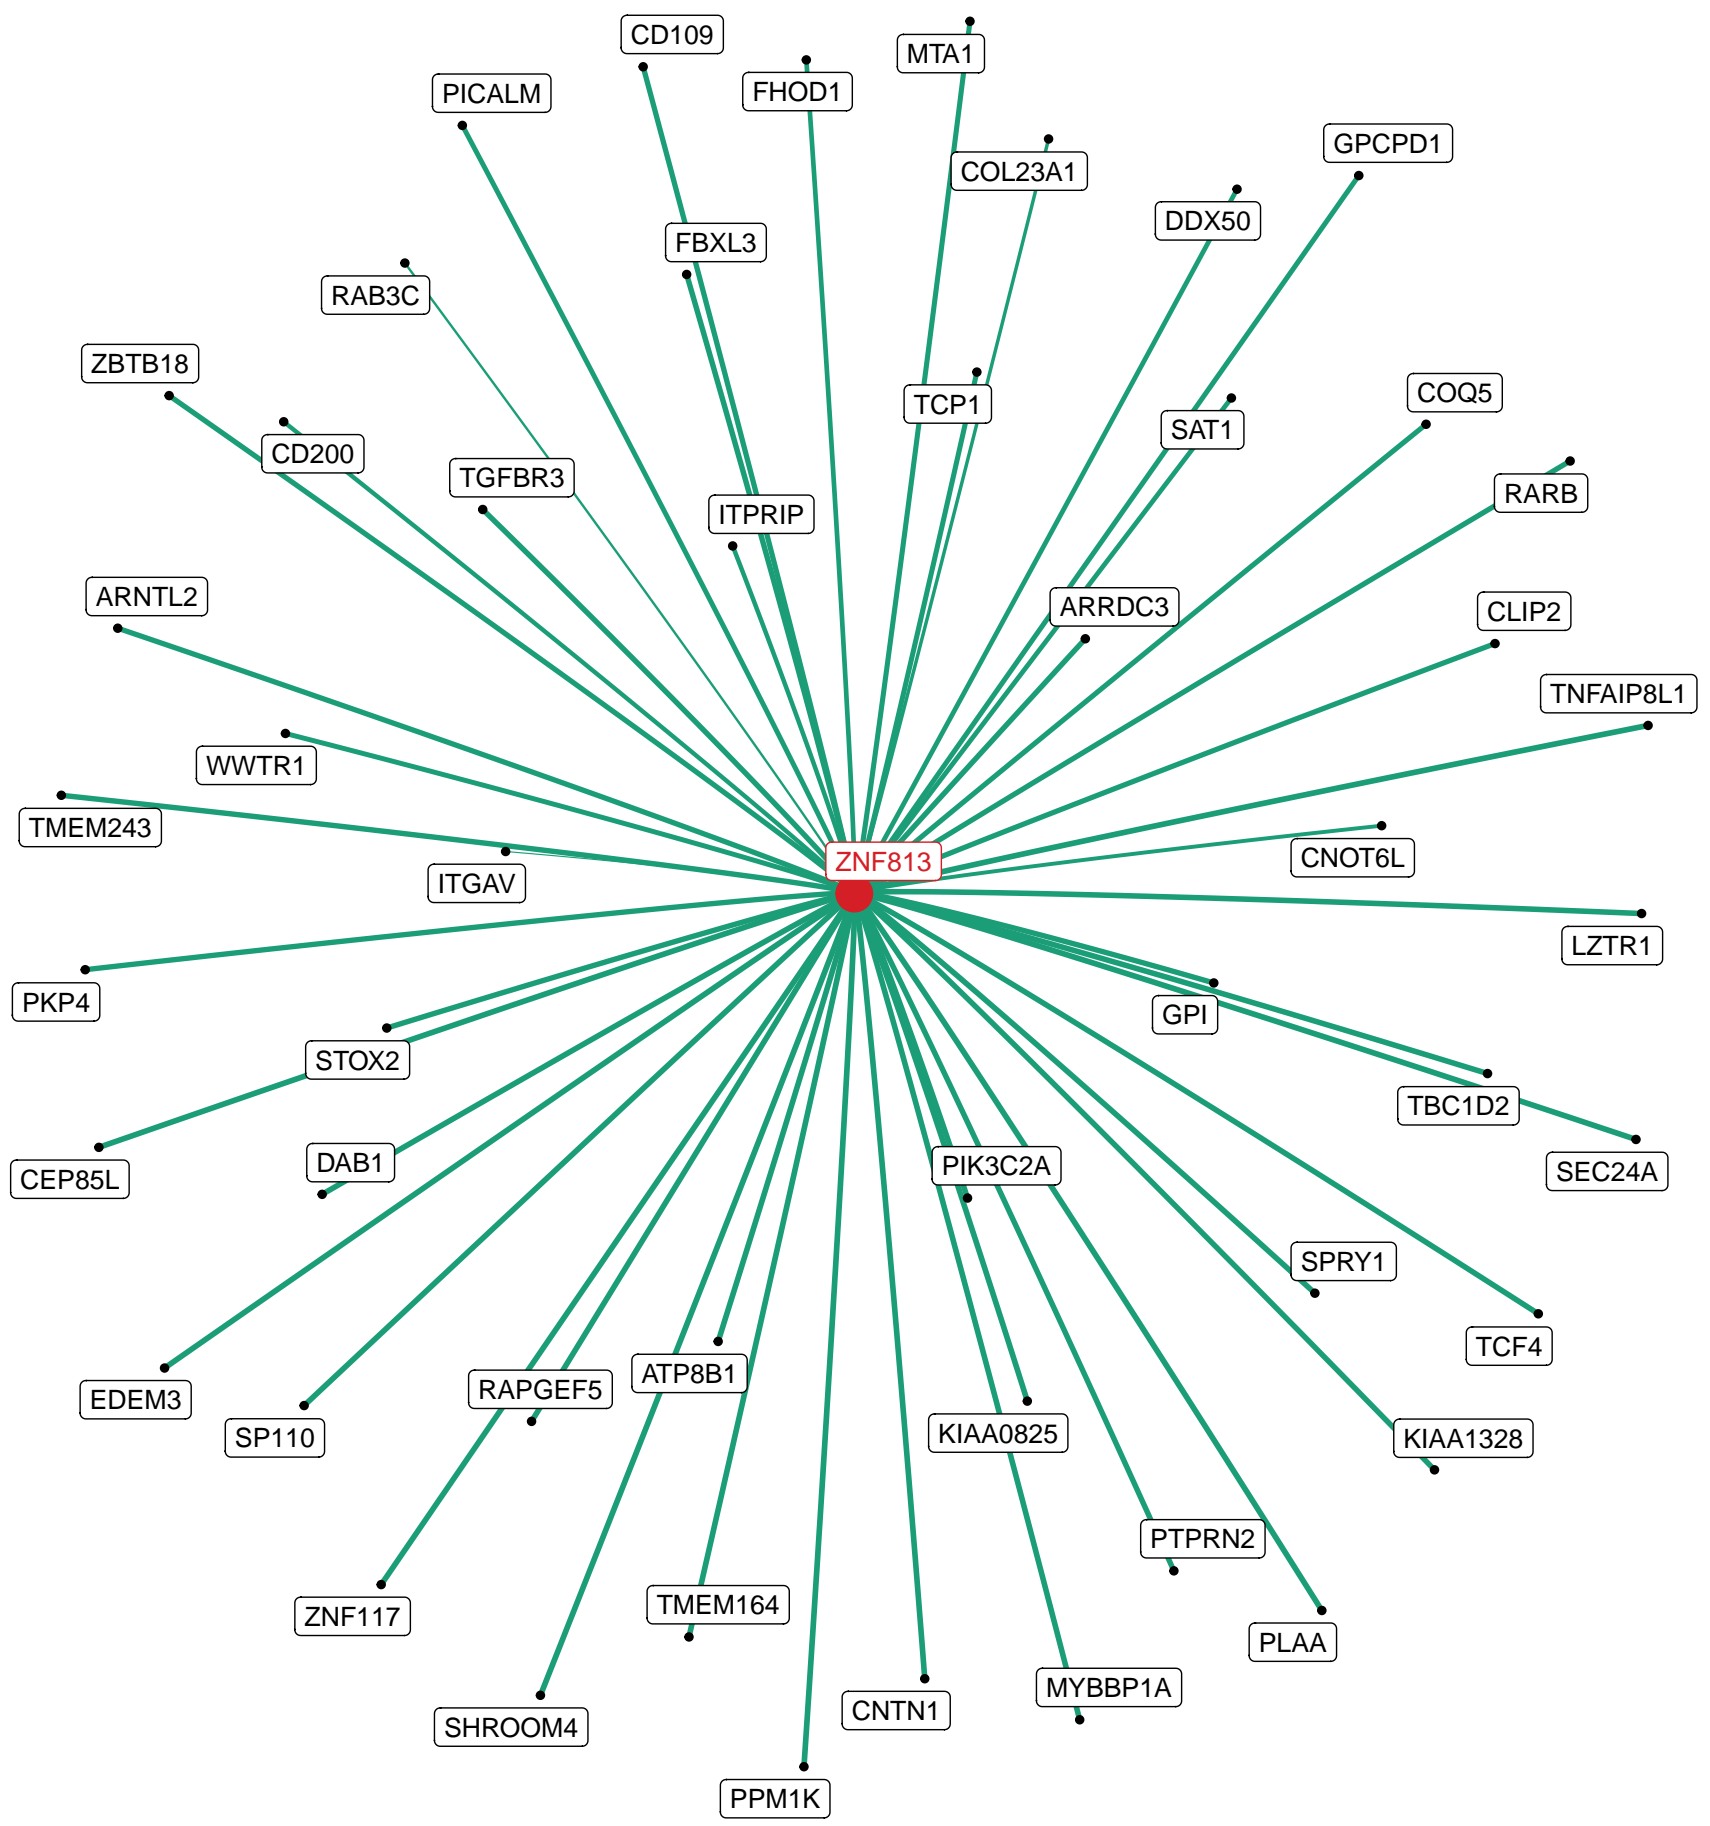 CD109
MTA1
FHOD1
PICALM
GPCPD1
COL23A1
DDX50
FBXL3
RAB3C
ZBTB18
COQ5
TCP1
SAT1
CD200
TGFBR3
RARB
ITPRIP
ARNTL2
ARRDC3
CLIP2
TNFAIP8L1
WWTR1
TMEM243
CNOT6L
ZNF813
ITGAV
LZTR1
PKP4
GPI
STOX2
TBC1D2
DAB1
PIK3C2A
SEC24A
CEP85L
SPRY1
TCF4
ATP8B1
RAPGEF5
EDEM3
KIAA0825
SP110
KIAA1328
PTPRN2
TMEM164
ZNF117
PLAA
MYBBP1A
CNTN1
SHROOM4
PPM1K